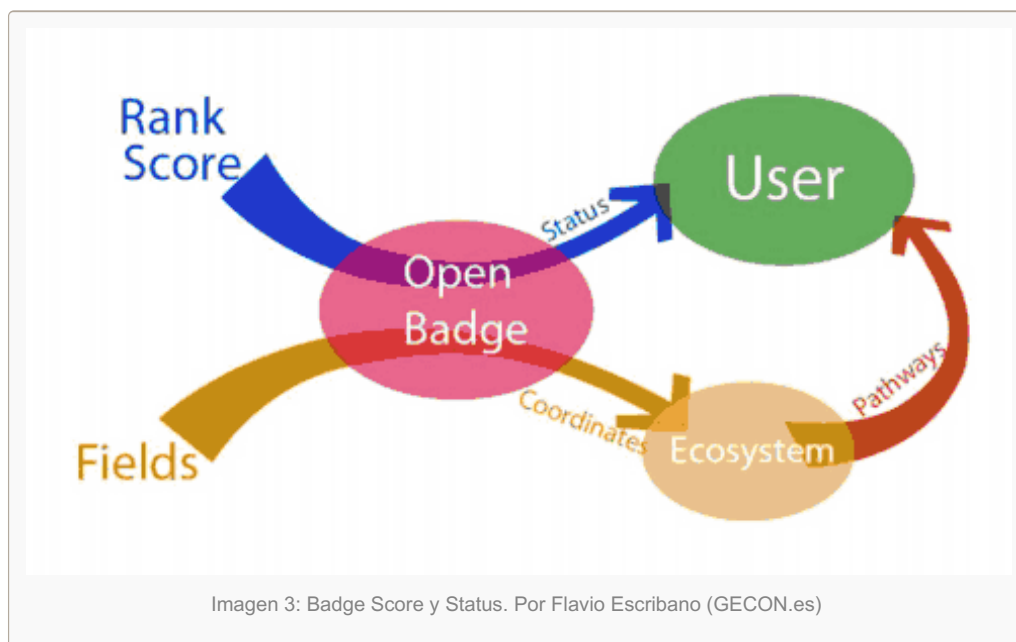 Rank
Score
Status
User
Open
Badge
Fields
Coordinates
Ecosystem
Pathways
Imagen 3: Badge Score y Status. Por Flavio Escribano (GECON.es)